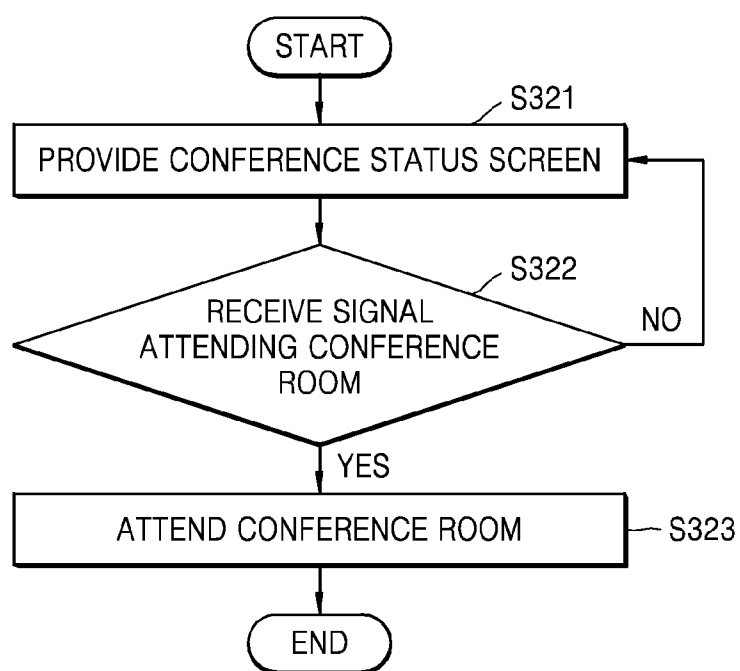 START
S321
PROVIDE CONFERENCE STATUS SCREEN
S322
RECEIVE SIGNAL
ATTENDING CONFERENCE
ROOM
NO
YES
ATTEND CONFERENCE ROOM
S323
END